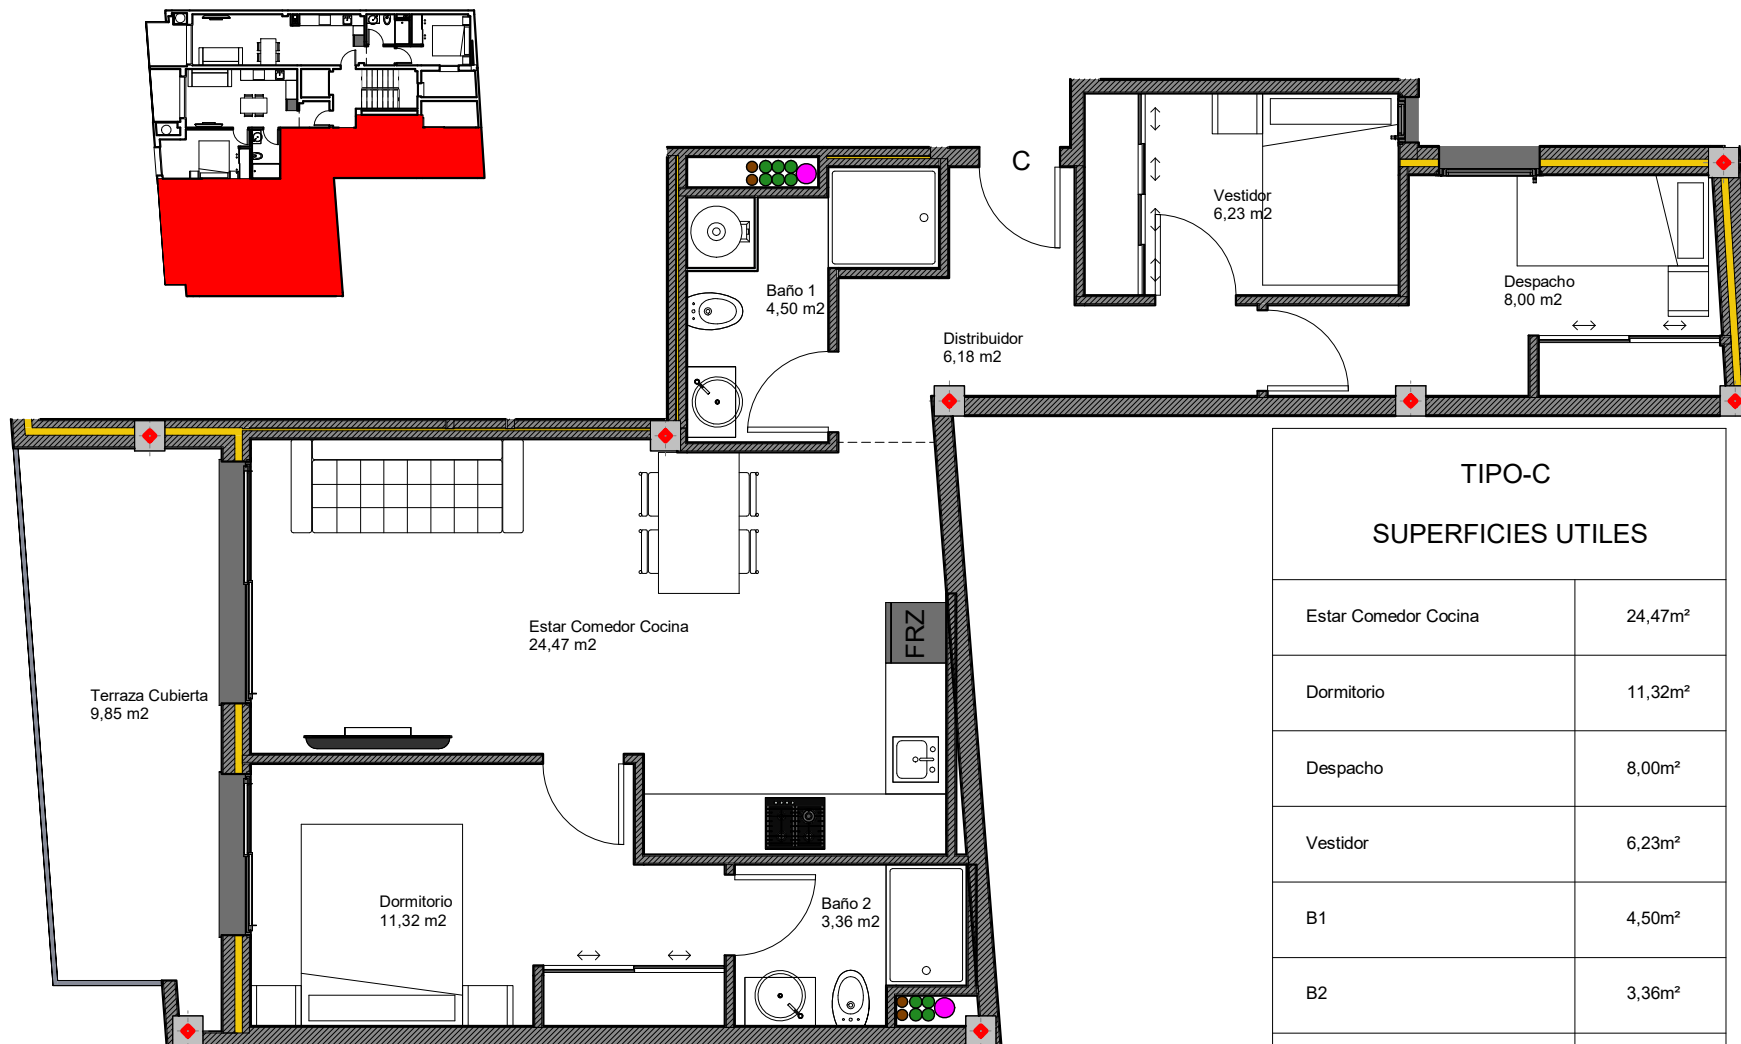 C
Vestidor
6,23 m2
Despacho
8,00 m2
Baño 1
4,50 m2
Distribuidor
6,18 m2
Estar Comedor Cocina
24,47 m2
FRZ
Terraza Cubierta
9,85 m2
Dormitorio
11,32 m2
Baño 2
3,36 m2
TIPO-C
SUPERFICIES UTILES
Estar Comedor Cocina 24,47m²
Dormitorio 11,32m²
Despacho 8,00m²
Vestidor 6,23m²
B1 4,50m²
B2 3,36m²